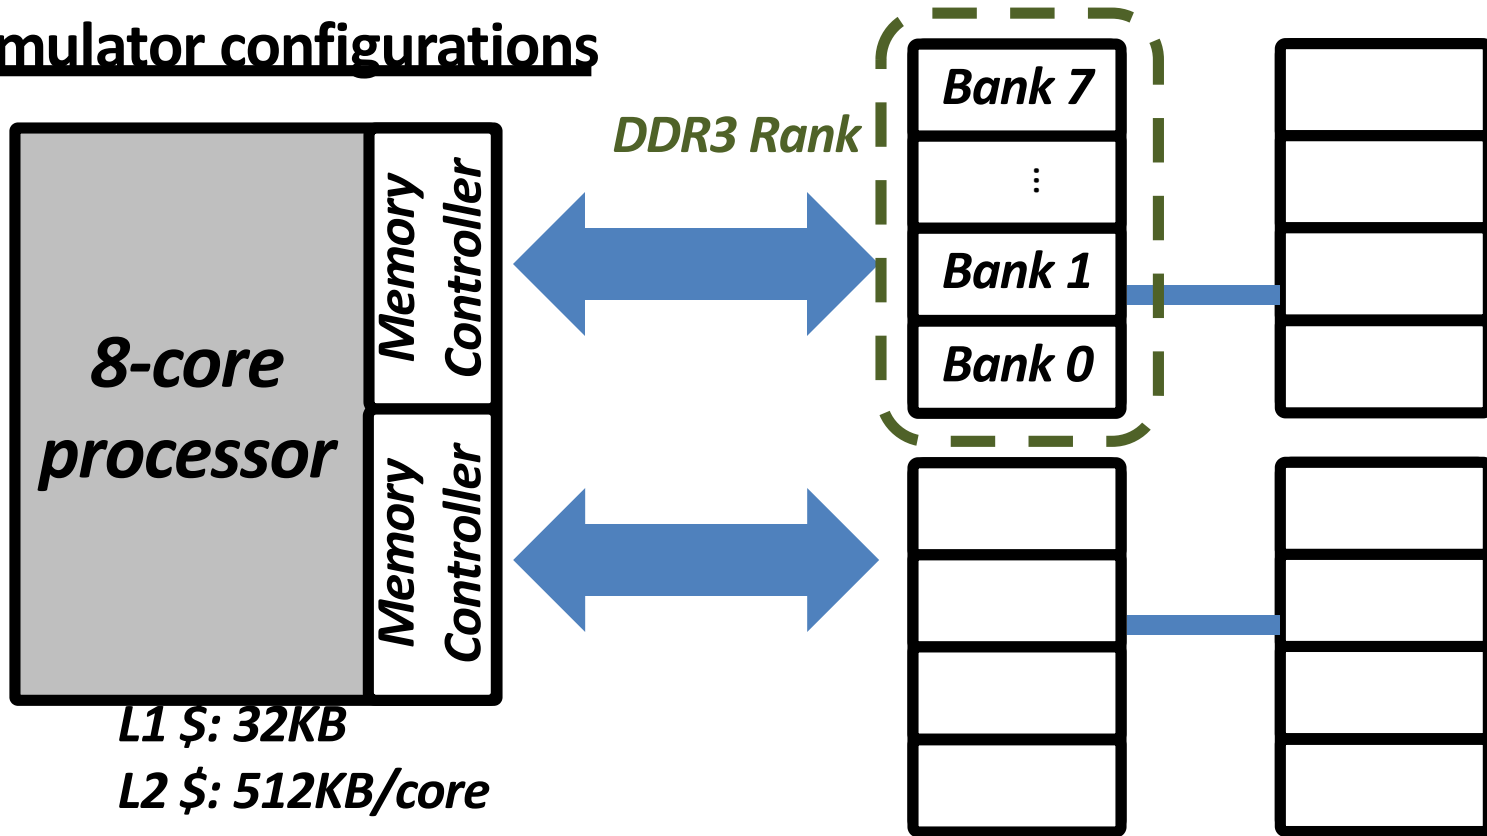 mulator configurations
DDR3 Rank
Bank 7
...
Bank 1
Bank 0
8-core
processor
Memory
Controller
Memory
Controller
L1 $: 32KB
L2 $: 512KB/core